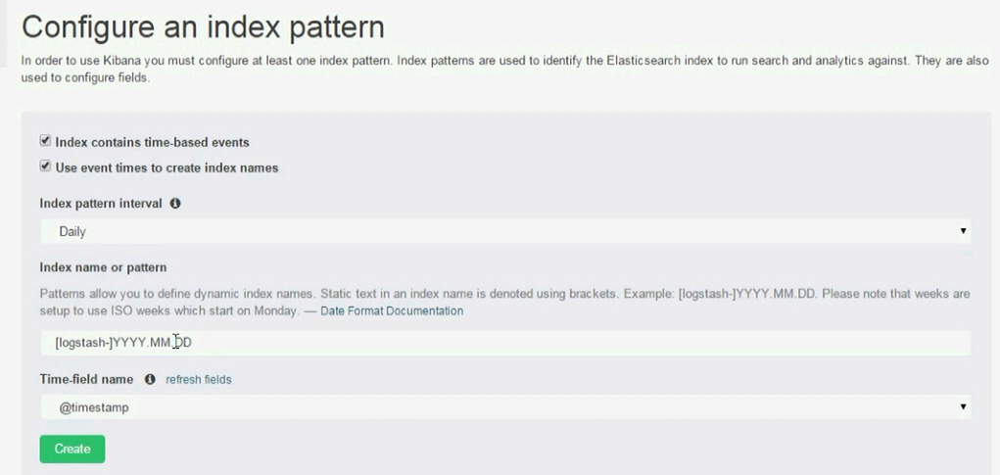 Configure an index pattern
In order to use Kibana you must configure at least one index pattern. Index patterns are used to identify the Elasticsearch index to run search and analytics against. They are also
used to configure fields.
Index contains time-based events
Use event times to create index names
Index pattern interval
Daily
Index name or pattern
Patterns allow you to define dynamic index names. Static text in an index name is denoted using brackets. Example: [logstash-]YYYY.MM.DD. Please note that weeks are
setup to use ISO weeks which start on Monday. — Date Format Documentation
[logstash-]YYYY.MM.DD
Time-field name refresh fields
@timestamp
Create